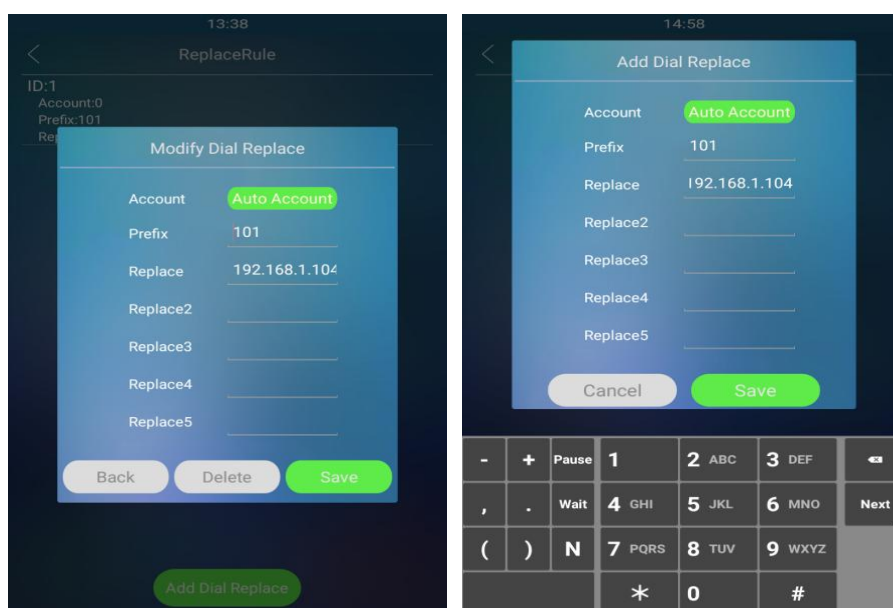 13:38
ReplaceRule
ID:1
Account:0
Prefix:101
Rep
Modify Dial Replace
Account Auto Account
Prefix 101
Replace 192.168.1.104
Replace2
Replace3
Replace4
Replace5
Back Delete Save
Add Dial Replace
14:58
Add Dial Replace
Account Auto Account
Prefix 101
Replace 192.168.1.104
Replace2
Replace3
Replace4
Replace5
Cancel Save
- + Pause 1 2 ABC 3 DEF
, . Wait 4 GHI 5 JKL 6 MNO Next
( ) N 7 PQRS 8 TUV 9 WXYZ
* 0 #